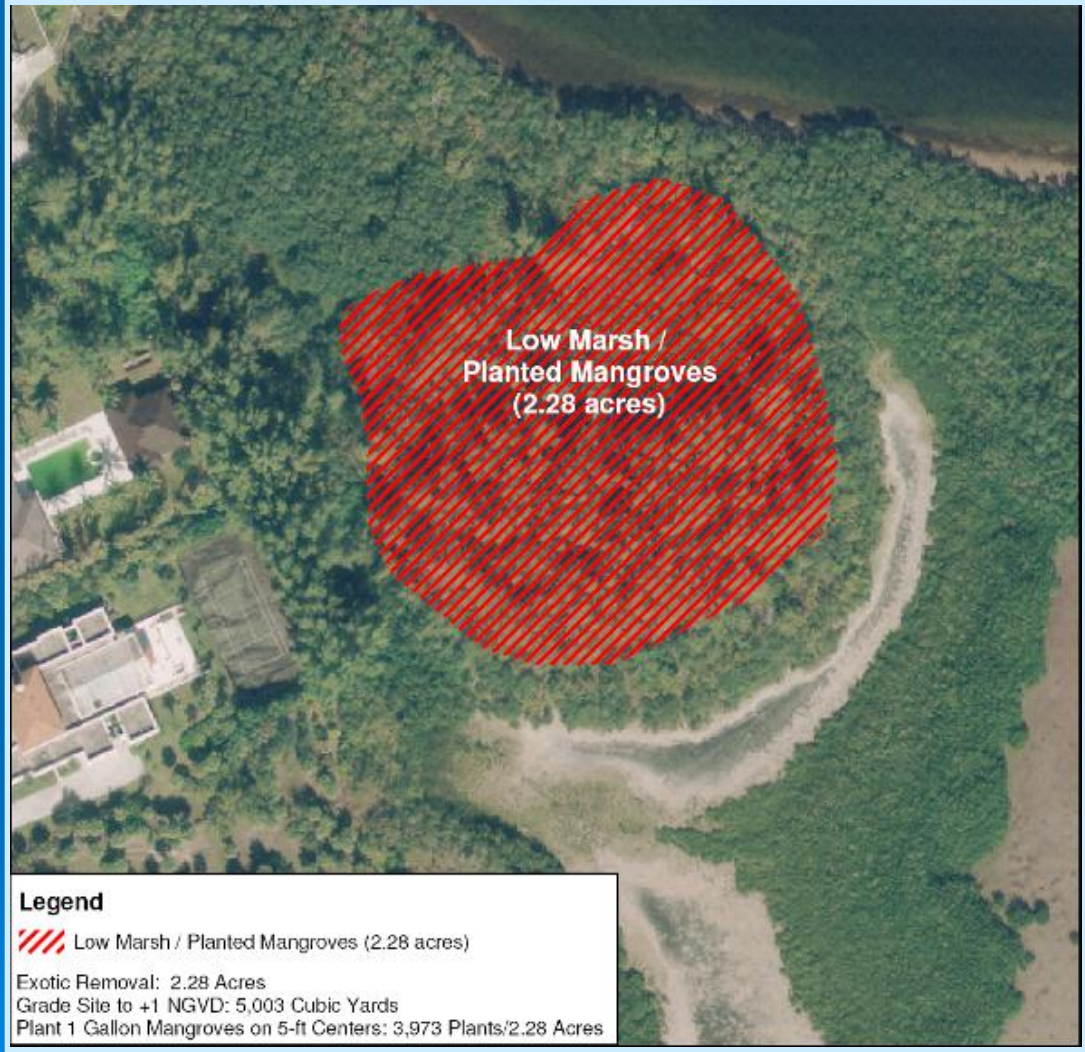 Low Marsh /
Planted Mangroves
(2.28 acres)
Legend
Low Marsh / Planted Mangroves (2.28 acres)
Exotic Removal: 2.28 Acres
Grade Site to +1 NGVD: 5,003 Cubic Yards
Plant 1 Gallon Mangroves on 5-ft Centers: 3,973 Plants/2.28 Acres